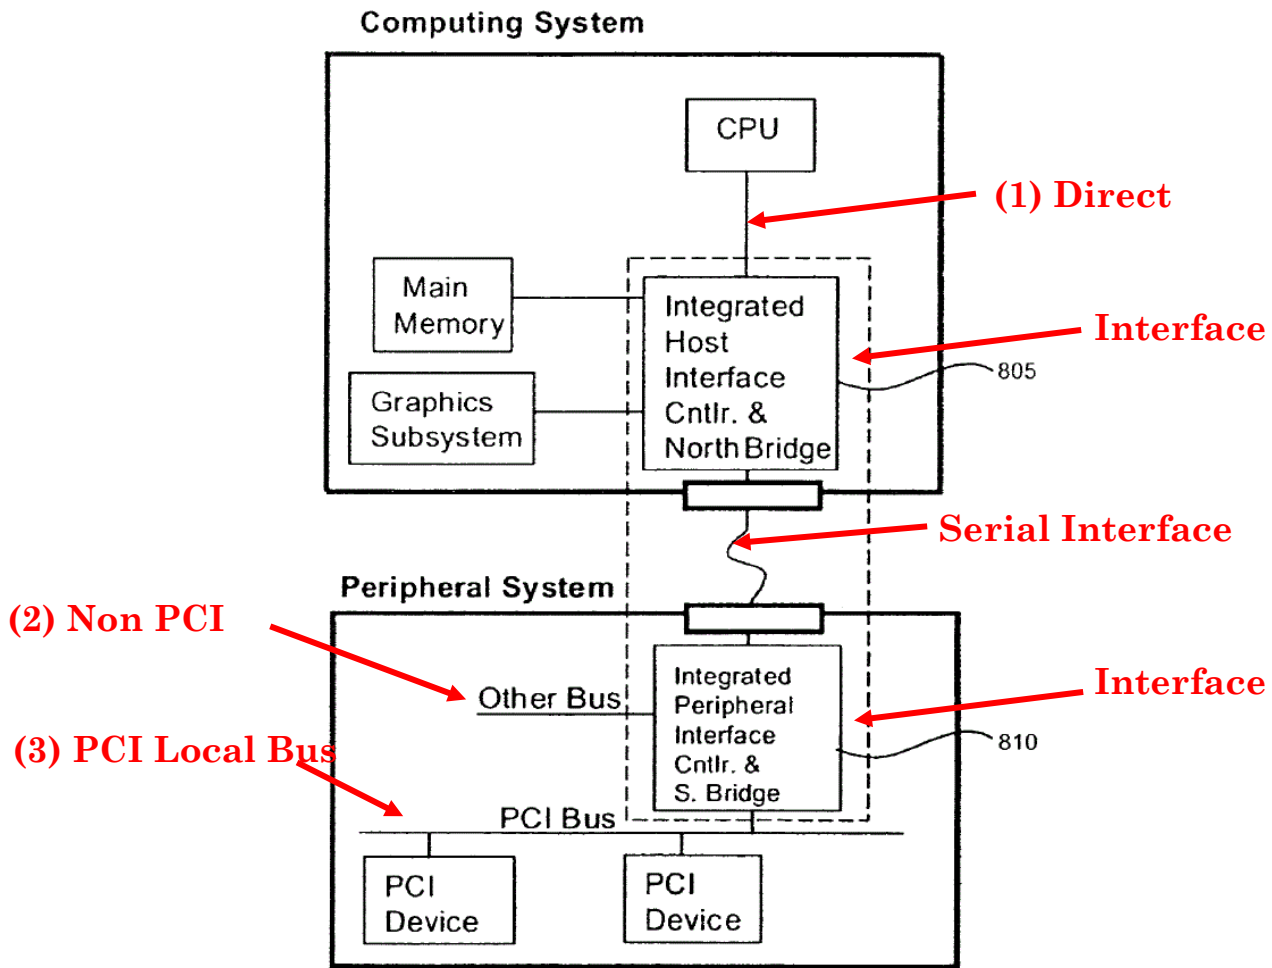 Computing System
CPU
(1) Direct
Main
Memory
Integrated
Host
Interface
Cntlr. &
North Bridge
Interface
805
Graphics
Subsystem
Serial Interface
Peripheral System
(2) Non PCI
Other Bus
Integrated
Peripheral
Interface
Cntlr. &
S. Bridge
Interface
810
(3) PCI Local Bus
PCI Bus
PCI
Device
PCI
Device